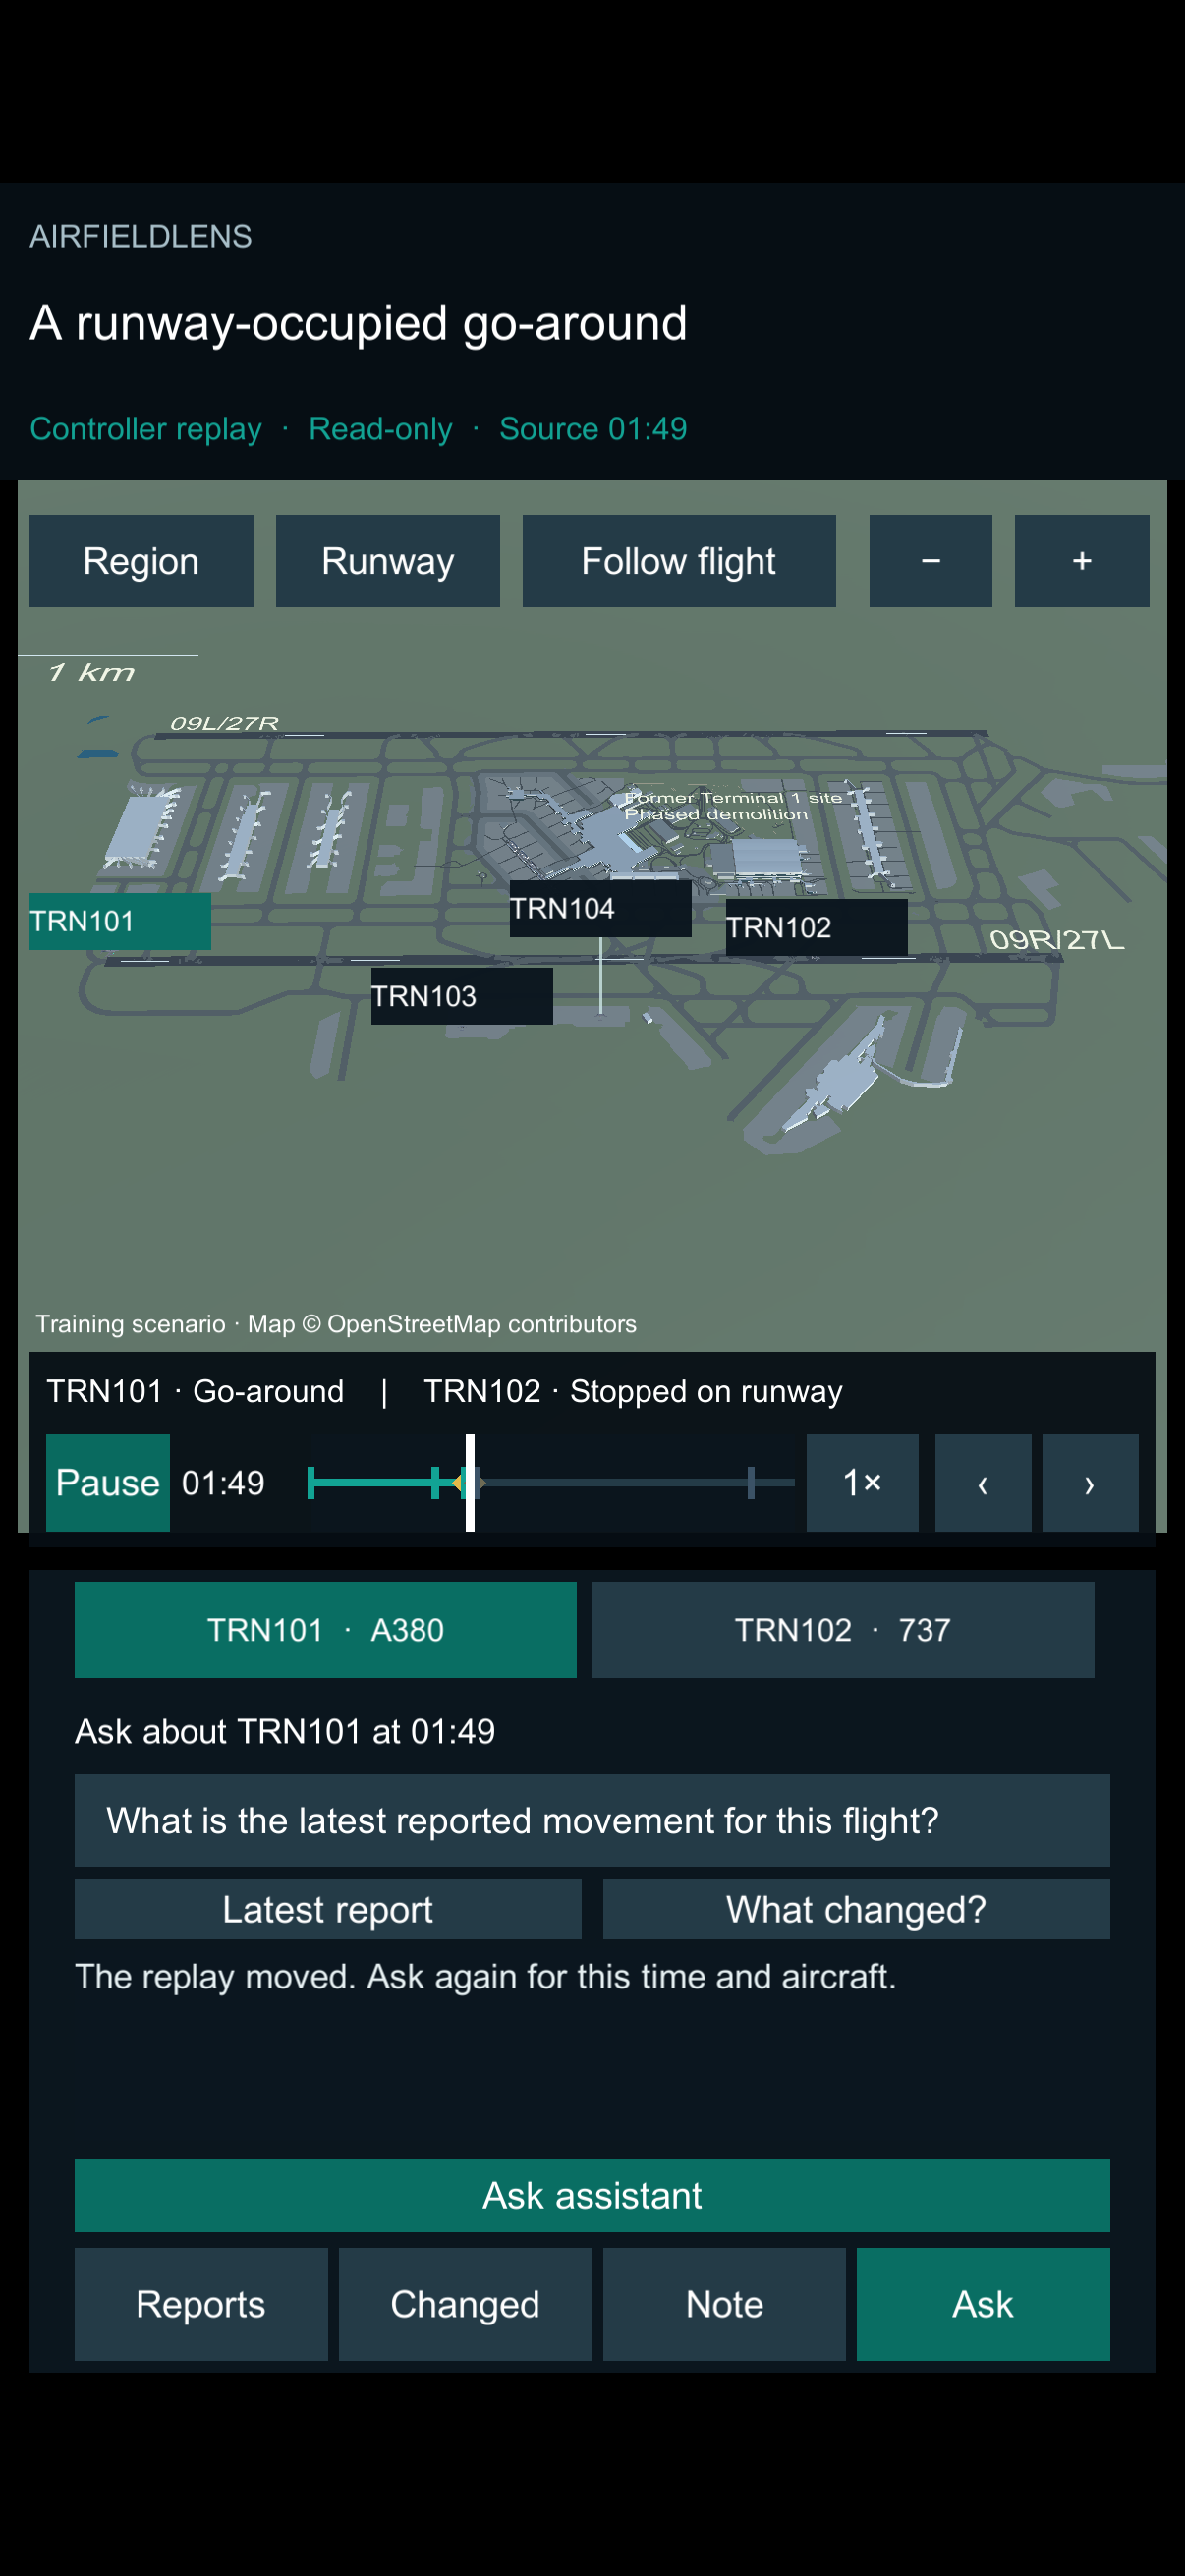 AIRFIELDLENS
A runway-occupied go-around
Controller replay · Read-only · Source 01:49
Region Runway Follow flight − +
1 km
09L/27R
Former Terminal 1 site
Phased demolition
TRN101
TRN104
TRN102
09R/27L
TRN103
Training scenario · Map © OpenStreetMap contributors
TRN101 · Go-around | TRN102 · Stopped on runway
Pause 01:49 1× ‹ ›
TRN101 · A380 TRN102 · 737
Ask about TRN101 at 01:49
What is the latest reported movement for this flight?
Latest report What changed?
The replay moved. Ask again for this time and aircraft.
Ask assistant
Reports Changed Note Ask